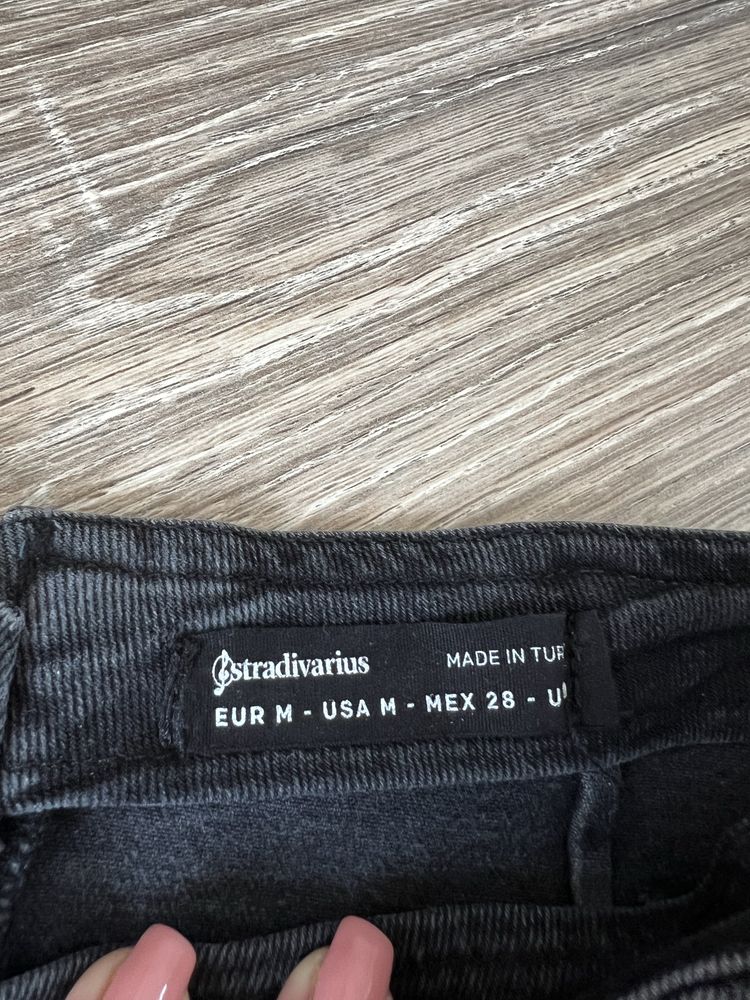 stradivarius MADE IN TUR
EUR M - USA M - MEX 28 - U